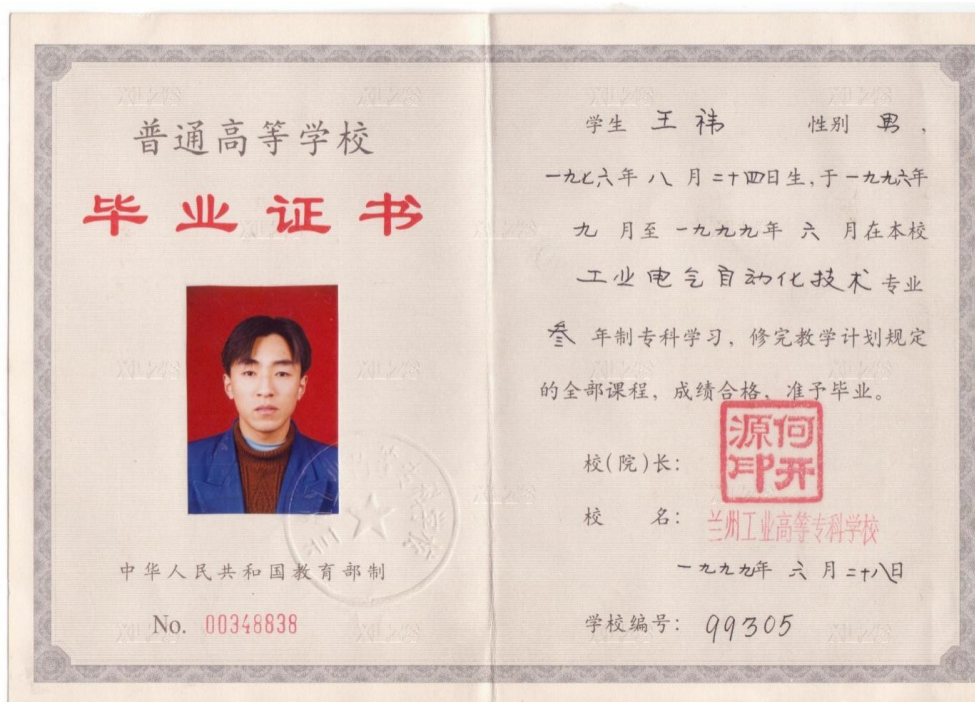 普通高等学校
毕业证书
中华人民共和国教育部制
No. 00348838
学生 王祎 性别 男，
一九七六年八月二十四日生，于一九九六年
九月至一九九九年六月在本校
工业电气自动化技术专业
叁年制专科学习，修完教学计划规定
的全部课程，成绩合格，准予毕业。
校(院)长：
何开源印
校 名：
兰州工业高等专科学校
一九九九年六月二十八日
学校编号：99305